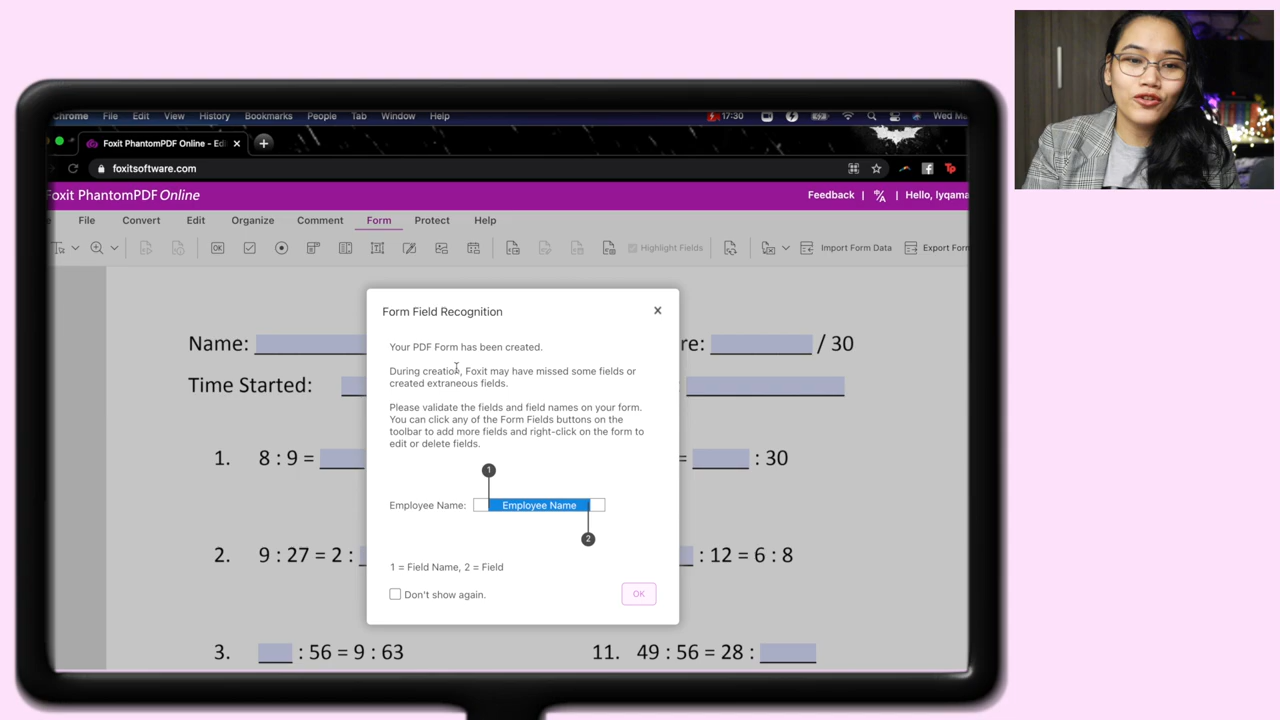 Chrome File Edit View History Bookmarks People Tab Window Help 17:30 Wed Ma
Foxit PhantomPDF Online - Edi
foxitsoftware.com
Foxit PhantomPDF Online Feedback Hello, lyqama
File Convert Edit Organize Comment Form Protect Help
OK Highlight Fields Import Form Data Export Form
Form Field Recognition
Your PDF Form has been created.
During creation, Foxit may have missed some fields or
created extraneous fields.
Please validate the fields and field names on your form.
You can click any of the Form Fields buttons on the
toolbar to add more fields and right-click on the form to
edit or delete fields.
1
Employee Name: Employee Name
2
1 = Field Name, 2 = Field
Don't show again. OK
Name: re: / 30
Time Started: :
1. 8 : 9 = = : 30
2. 9 : 27 = 2 : : 12 = 6 : 8
3. : 56 = 9 : 63 11. 49 : 56 = 28 :